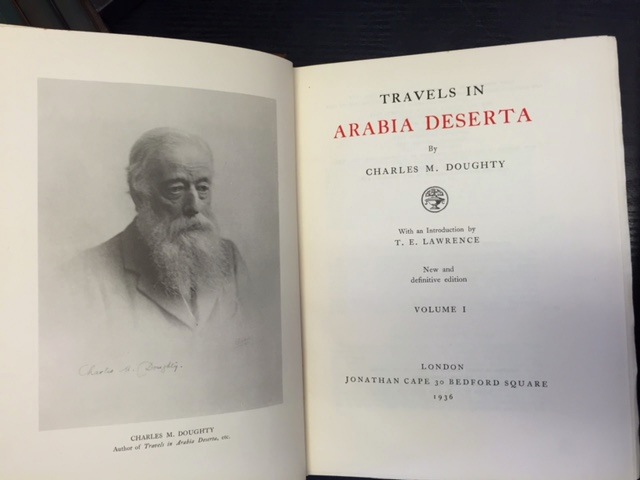 Charles M. Doughty.
CHARLES M. DOUGHTY
Author of Travels in Arabia Deserta, etc.
TRAVELS IN
ARABIA DESERTA
By
CHARLES M. DOUGHTY
With an Introduction by
T. E. LAWRENCE
New and
definitive edition
VOLUME I
LONDON
JONATHAN CAPE 30 BEDFORD SQUARE
1936